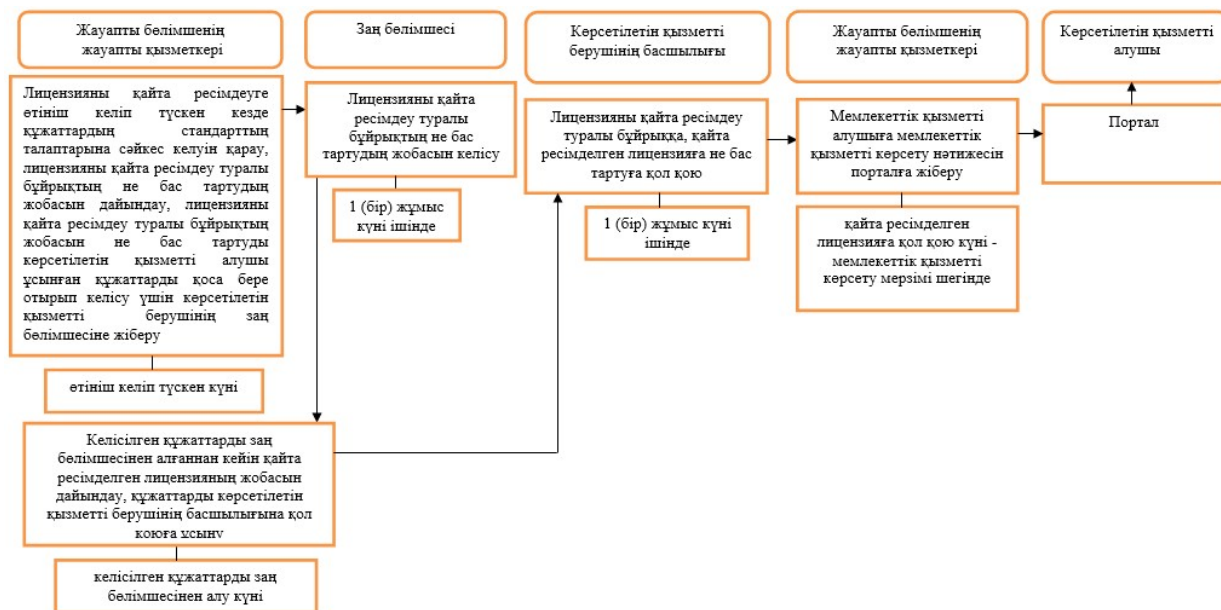 Жауапты бөлімшенің
жауапты қызметкері
Заң бөлімшесі
Көрсетілетін қызметті
берушінің басшылығы
Жауапты бөлімшенің
жауапты қызметкері
Көрсетілетін қызметті
алушы
Лицензияны қайта ресімдеуге
өтініш келіп түскен кезде
құжаттардың стандарттың
талаптарына сәйкес келуін қарау,
лицензияны қайта ресімдеу туралы
бұйрықтың не бас тартудың
жобасын дайындау, лицензияны
қайта ресімдеу туралы бұйрықтың
жобасын не бас тартуды
көрсетілетін қызметті алушы
ұсынған құжаттарды қоса бере
отырып келісу үшін көрсетілетін
қызметті берушінің заң
бөлімшесіне жіберу
өтініш келіп түскен күні
Лицензияны қайта
ресімдеу туралы
бұйрықтың не бас
тартудың жобасын келісу
1 (бір) жұмыс
күні ішінде
Лицензияны қайта ресімдеу
туралы бұйрыққа, қайта
ресімделген лицензияға не бас
тартуға қол қою
1 (бір) жұмыс күні
ішінде
Мемлекеттік қызметті
алушыға мемлекеттік
қызметті көрсету нәтижесін
порталға жіберу
қайта ресімделген
лицензияға қол қою күні -
мемлекеттік қызметті
көрсету мерзімі шегінде
Портал
Келісілген құжаттарды заң
бөлімшесінен алғаннан кейін қайта
ресімделген лицензияның жобасын
дайындау, құжаттарды көрсетілетін
қызметті берушінің басшылығына қол
қоюға ұсыну
келісілген құжаттарды заң
бөлімшесінен алу күні